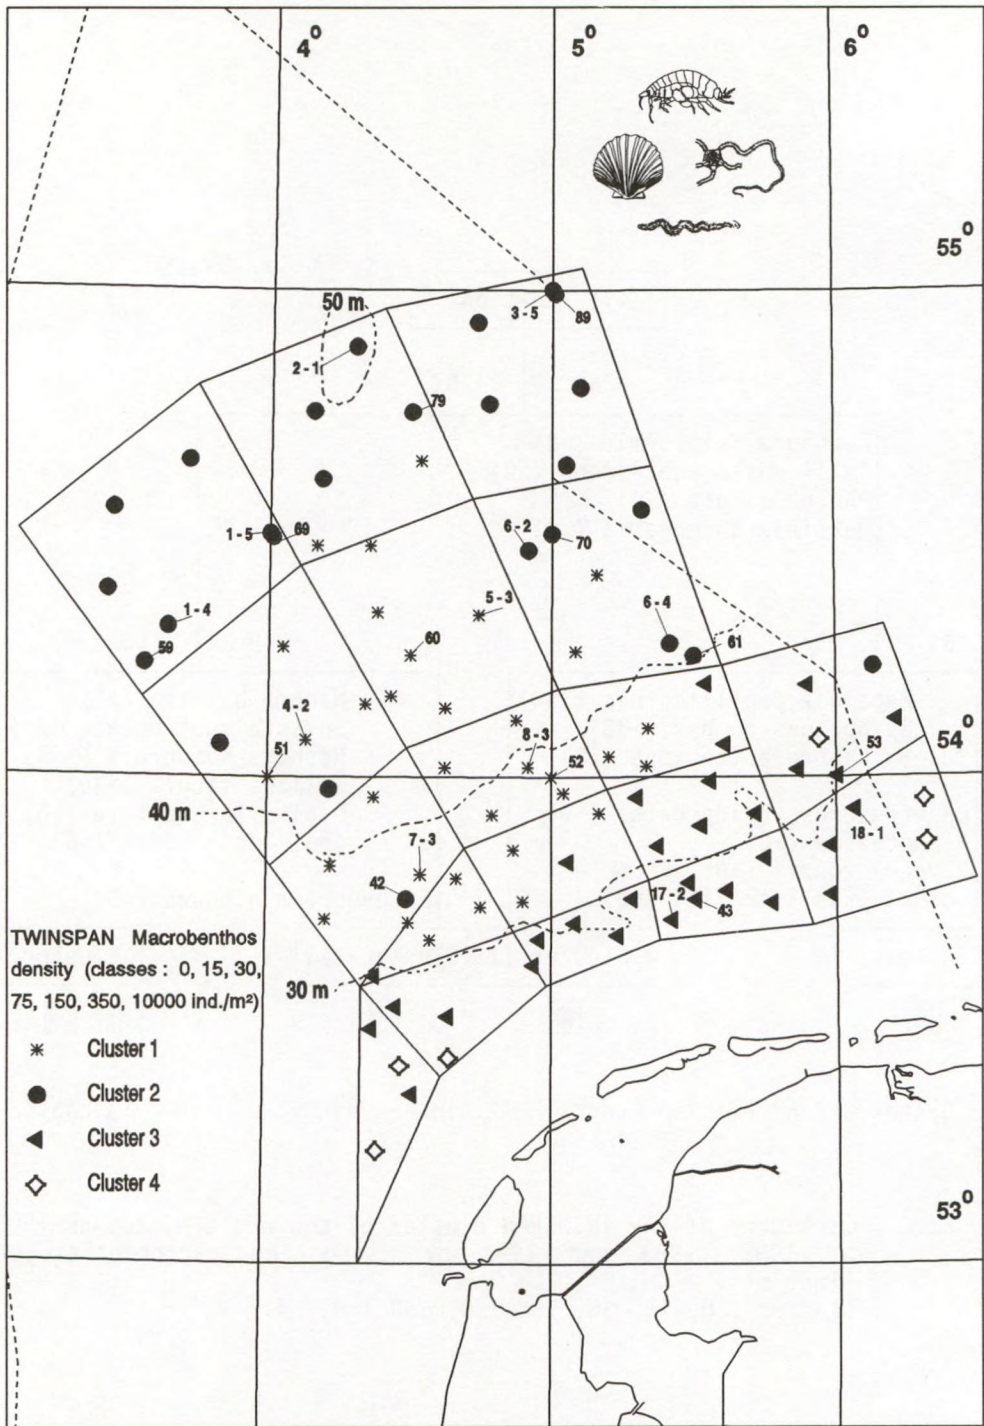 4°
5°
6°
55°
50 m
3 - 5
89
2 - 1
79
1 - 5
69
6 - 2
70
1 - 4
5 - 3
6 - 4
59
60
61
4 - 2
54°
51
8 - 3
52
53
40 m
18 - 1
7 - 3
42
17 - 2
43
TWINSPAN Macrobenthos
density (classes : 0, 15, 30,
75, 150, 350, 10000 ind./m²)
30 m
Cluster 1
Cluster 2
Cluster 3
Cluster 4
53°